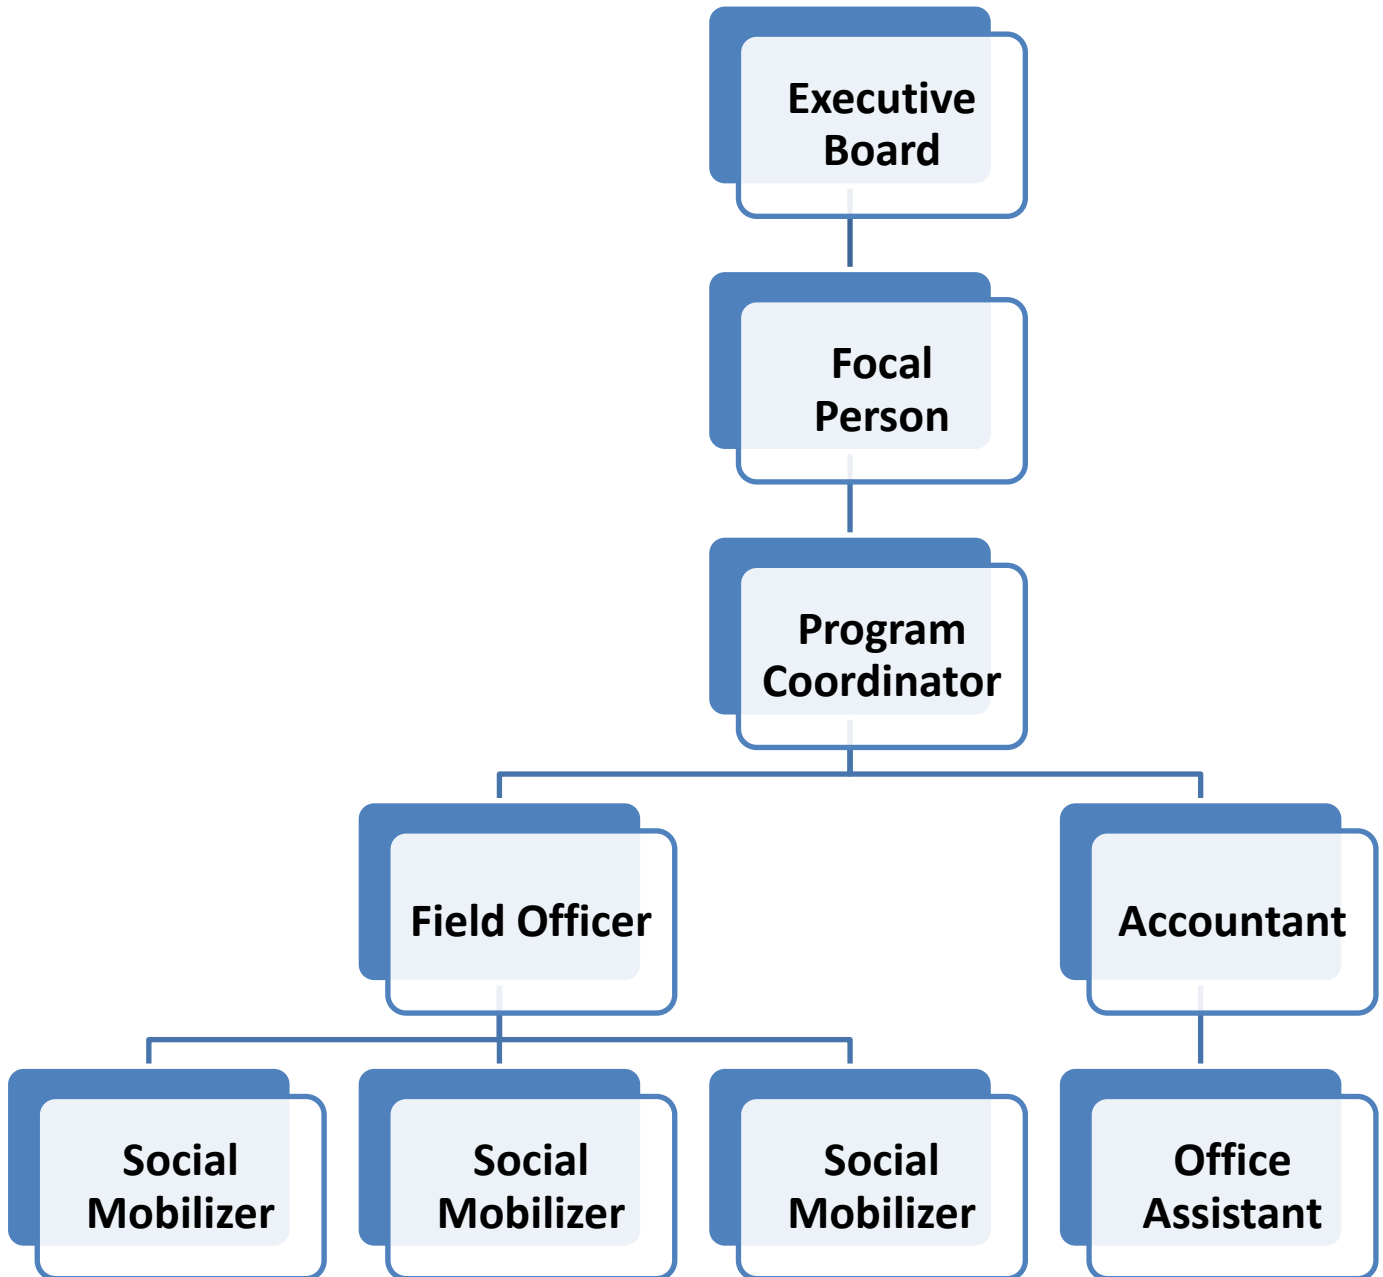 Executive
Board
Focal
Person
Program
Coordinator
Field Officer
Accountant
Social
Mobilizer
Social
Mobilizer
Social
Mobilizer
Office
Assistant